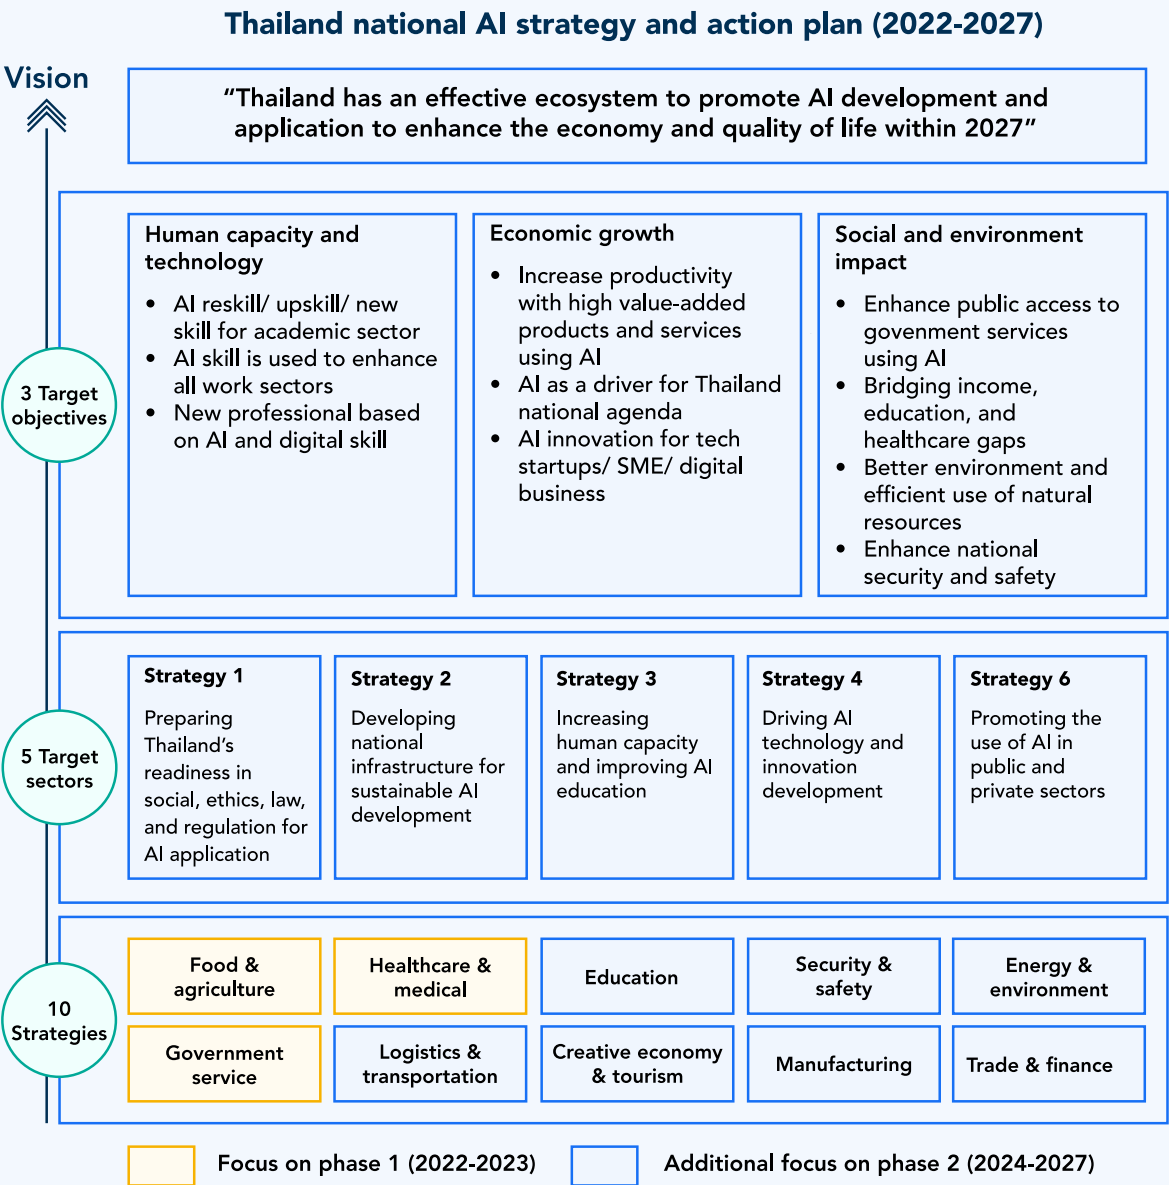 Thailand national AI strategy and action plan (2022-2027)
Vision
“Thailand has an effective ecosystem to promote AI development and
application to enhance the economy and quality of life within 2027”
3 Target
objectives
Human capacity and
technology
• AI reskill/ upskill/ new
skill for academic sector
• AI skill is used to enhance
all work sectors
• New professional based
on AI and digital skill
Economic growth
• Increase productivity
with high value-added
products and services
using AI
• AI as a driver for Thailand
national agenda
• AI innovation for tech
startups/ SME/ digital
business
Social and environment
impact
• Enhance public access to
govenment services
using AI
• Bridging income,
education, and
healthcare gaps
• Better environment and
efficient use of natural
resources
• Enhance national
security and safety
5 Target
sectors
Strategy 1
Preparing
Thailand’s
readiness in
social, ethics, law,
and regulation for
AI application
Strategy 2
Developing
national
infrastructure for
sustainable AI
development
Strategy 3
Increasing
human capacity
and improving AI
education
Strategy 4
Driving AI
technology and
innovation
development
Strategy 6
Promoting the
use of AI in
public and
private sectors
10
Strategies
Food &
agriculture
Healthcare &
medical
Education
Security &
safety
Energy &
environment
Government
service
Logistics &
transportation
Creative economy
& tourism
Manufacturing
Trade & finance
Focus on phase 1 (2022-2023)
Additional focus on phase 2 (2024-2027)